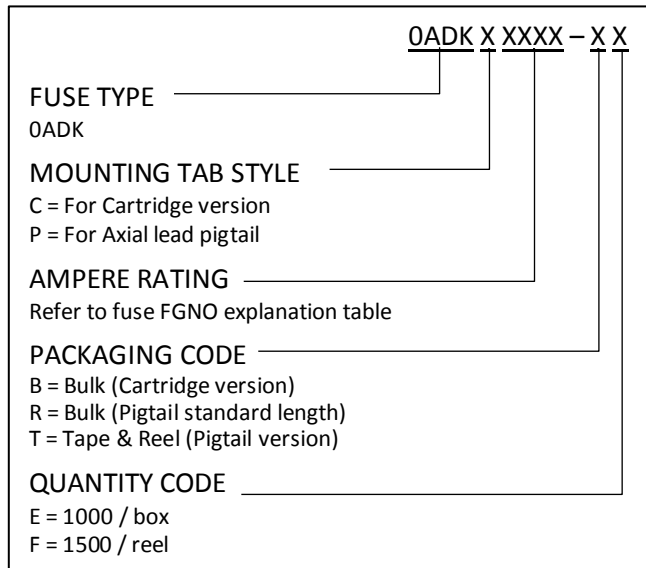 0ADK X XXXX – X X
FUSE TYPE
0ADK
MOUNTING TAB STYLE
C = For Cartridge version
P = For Axial lead pigtail
AMPERE RATING
Refer to fuse FGNO explanation table
PACKAGING CODE
B = Bulk (Cartridge version)
R = Bulk (Pigtail standard length)
T = Tape & Reel (Pigtail version)
QUANTITY CODE
E = 1000 / box
F = 1500 / reel